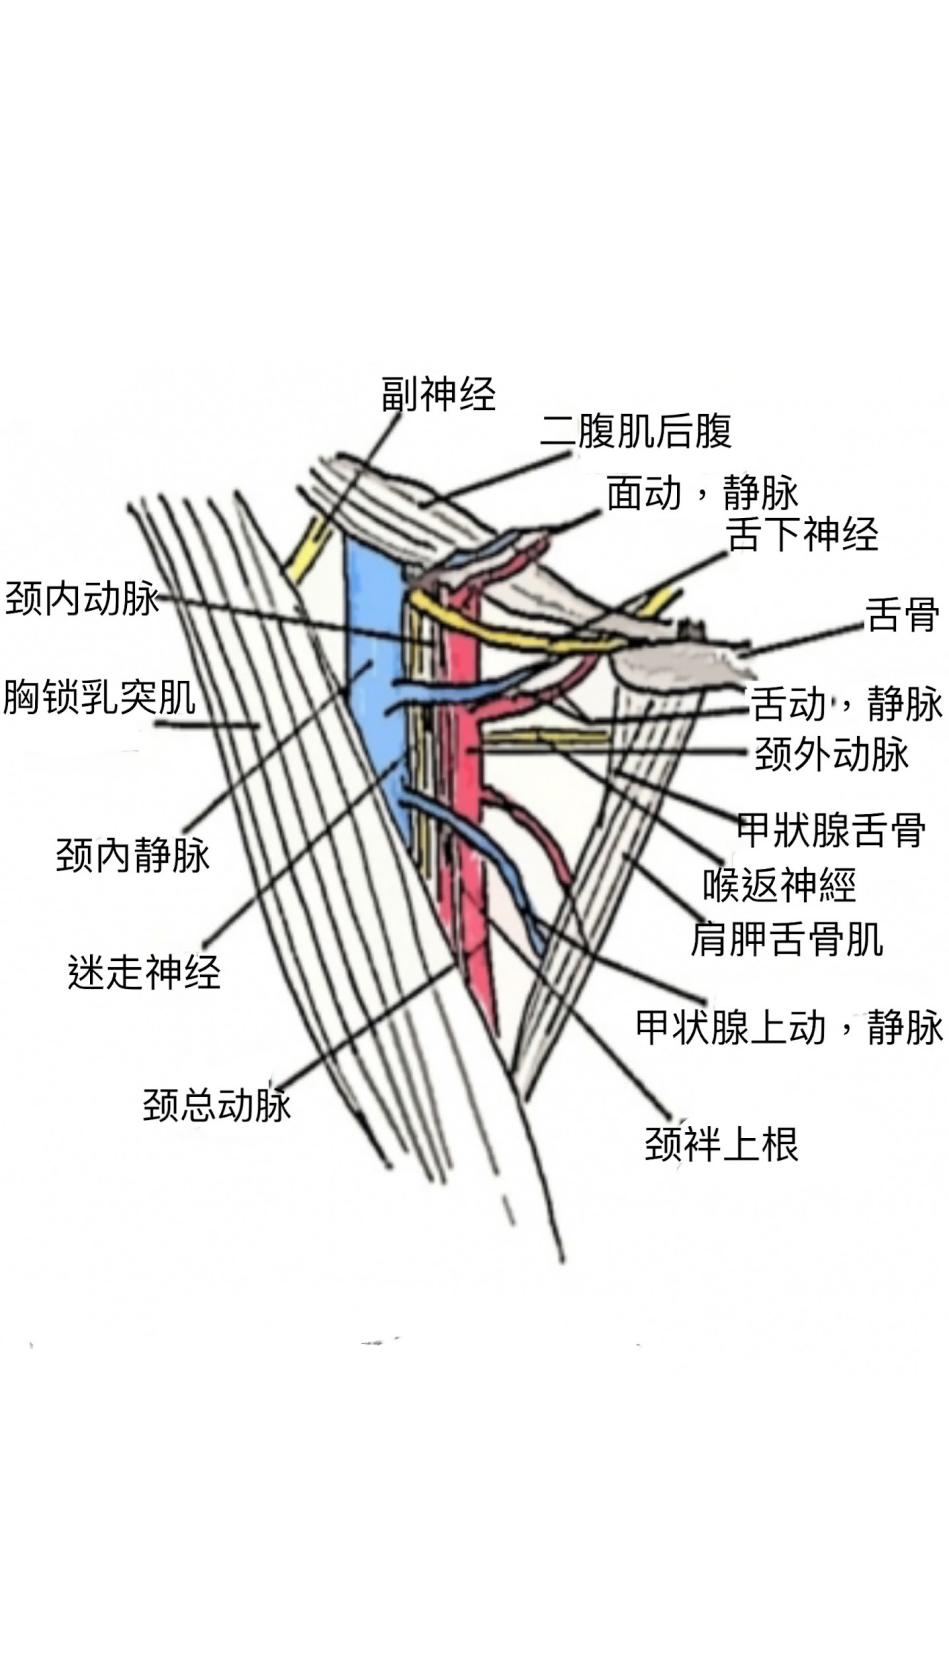 副神经
二腹肌后腹
面动，静脉
舌下神经
颈内动脉
舌骨
胸锁乳突肌
舌动，静脉
颈外动脉
甲狀腺舌骨
颈內静脉
喉返神經
肩胛舌骨肌
迷走神经
甲状腺上动，静脉
颈总动脉
颈袢上根